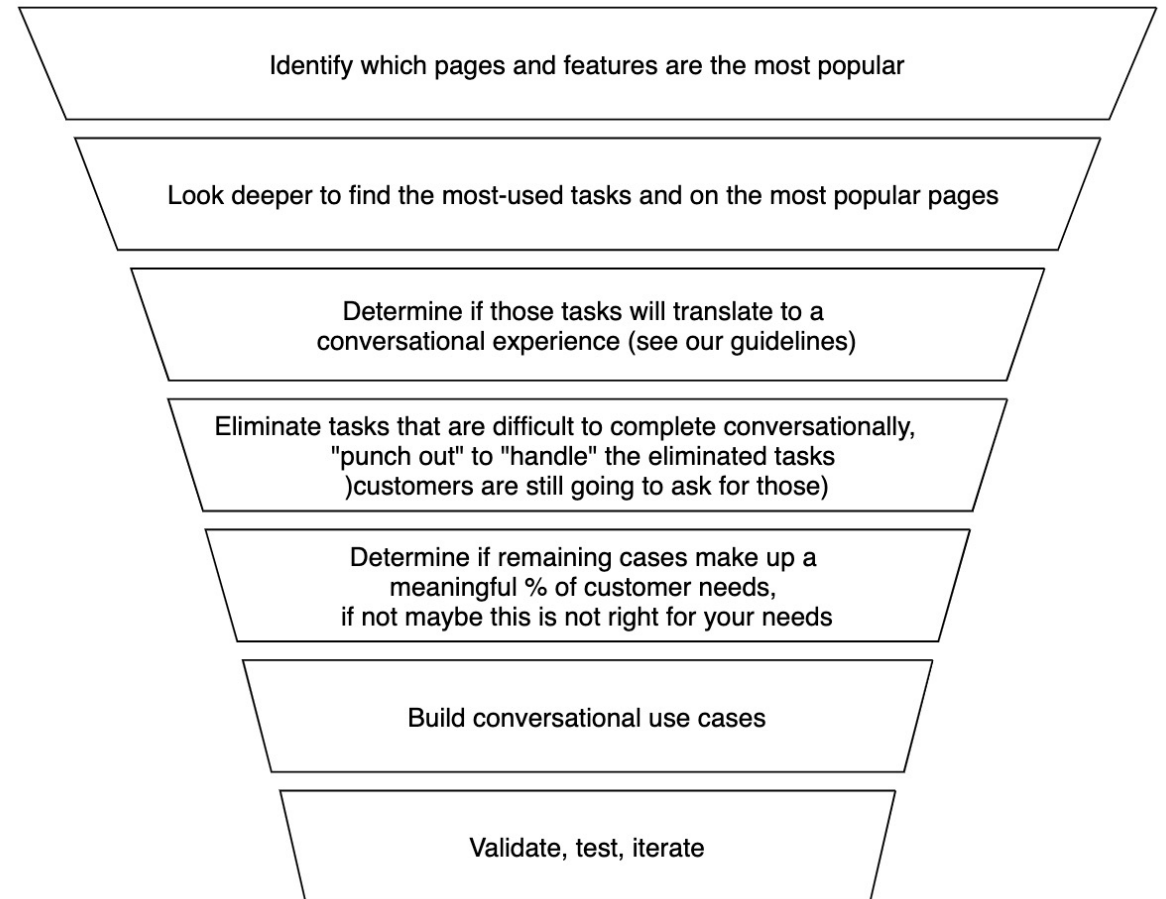 Identify which pages and features are the most popular
Look deeper to find the most-used tasks and on the most popular pages
Determine if those tasks will translate to a
conversational experience (see our guidelines)
Eliminate tasks that are difficult to complete conversationally,
"punch out" to "handle" the eliminated tasks
)customers are still going to ask for those)
Determine if remaining cases make up a
meaningful % of customer needs,
if not maybe this is not right for your needs
Build conversational use cases
Validate, test, iterate